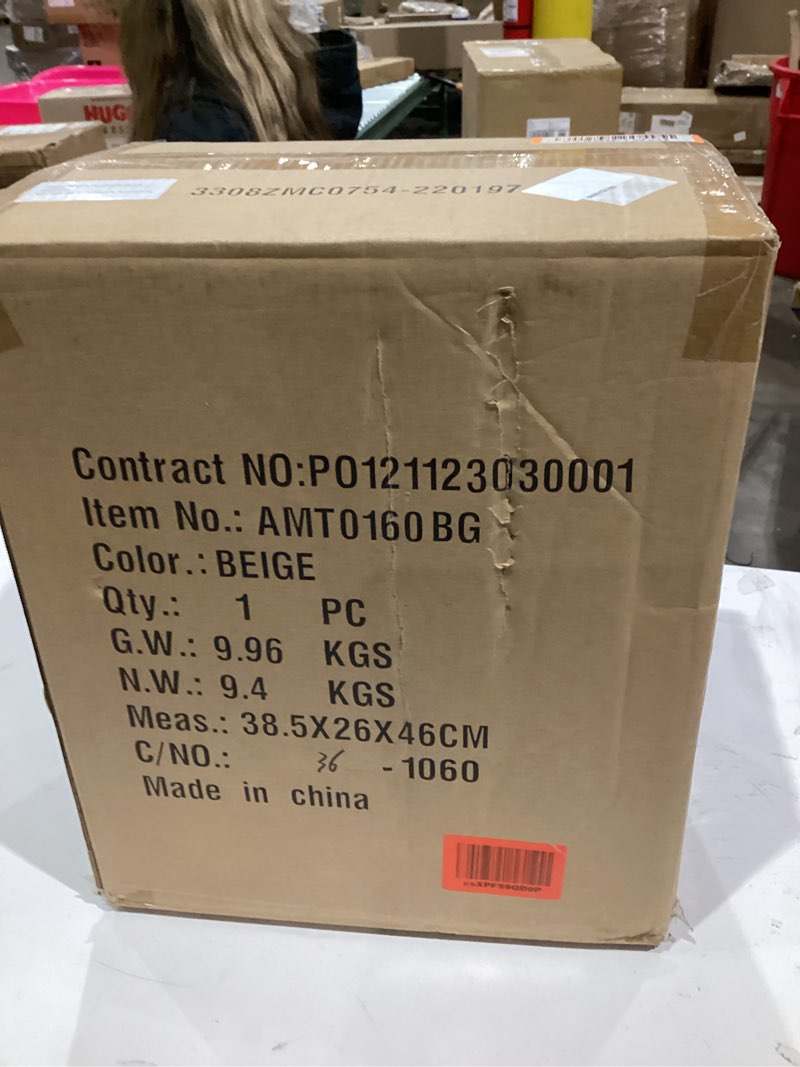 HUG
3308ZMC0754-220197
Contract NO:PO121123030001
Item No.: AMT0160BG
Color.: BEIGE
Qty.: 1 PC
G.W.: 9.96 KGS
N.W.: 9.4 KGS
Meas.: 38.5X26X46CM
C/NO.: 36 -1060
Made in china